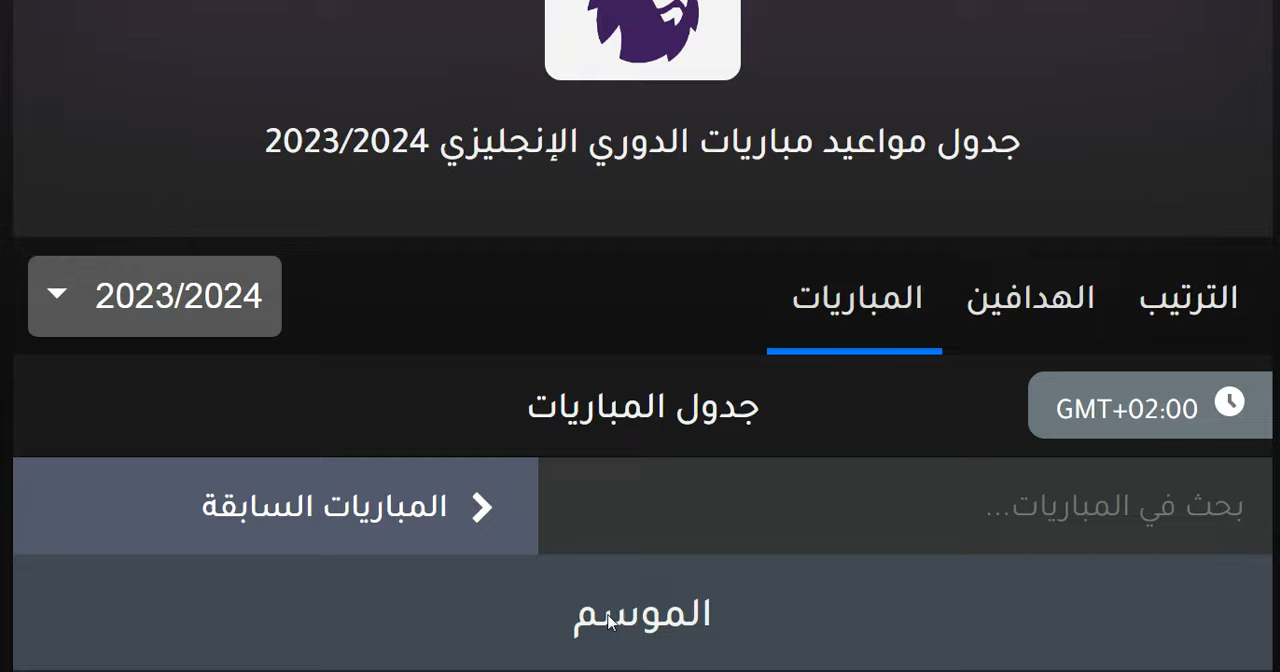 جدول مواعيد مباريات الدوري الإنجليزي 2023/2024
الترتيب الهدافين المباريات 2023/2024
GMT+02:00 جدول المباريات
بحث في المباريات... المباريات السابقة
الموسم